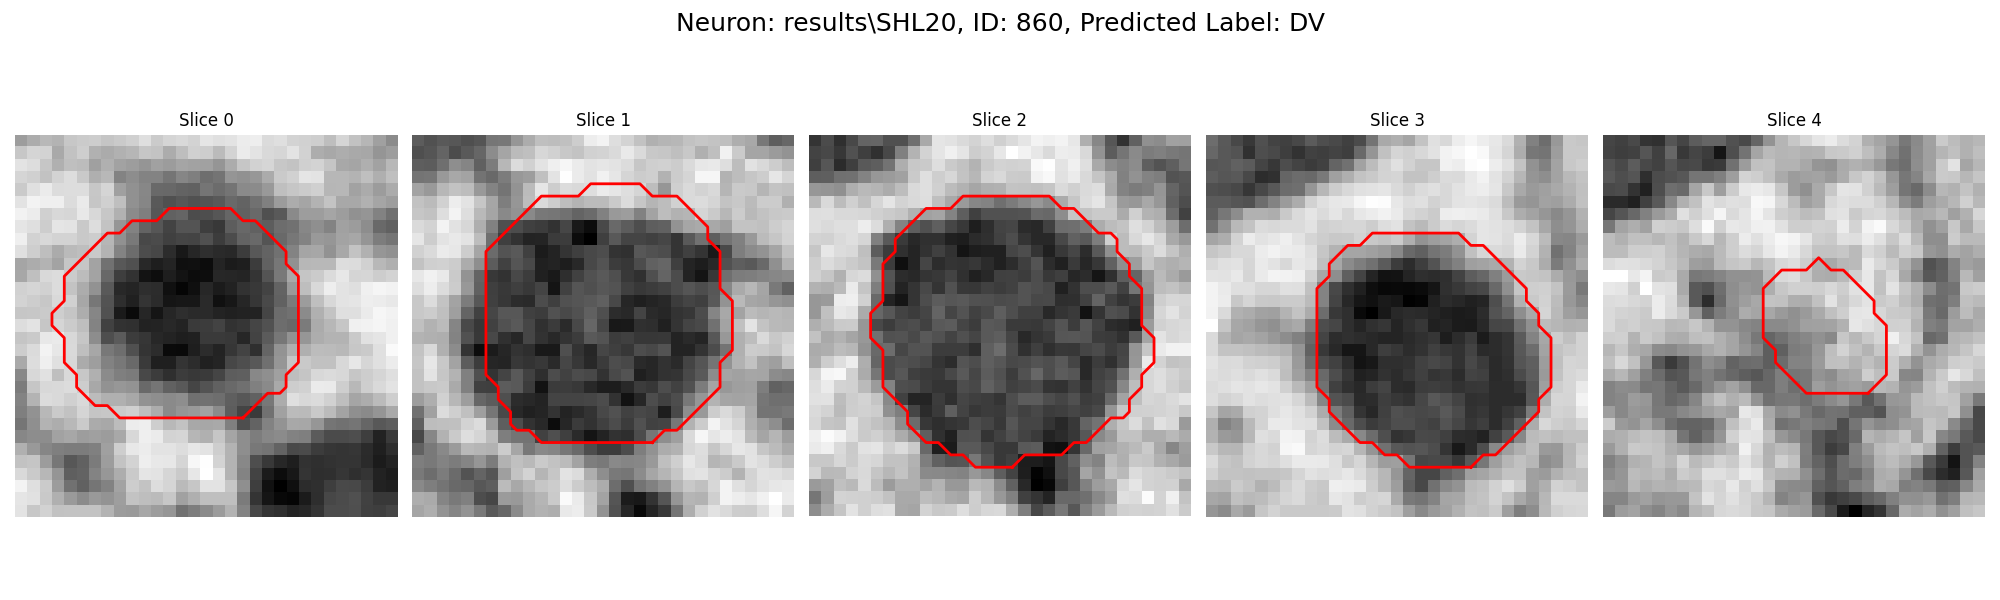 Neuron: results\SHL20, ID: 860, Predicted Label: DV
Slice 0
Slice 1
Slice 2
Slice 3
Slice 4